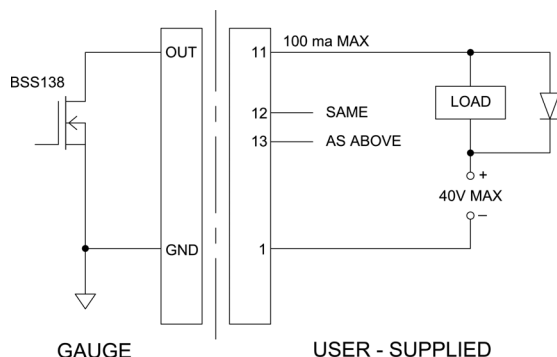 BSS138
OUT
GND
GAUGE
11
100 ma MAX
12
SAME
13
AS ABOVE
1
LOAD
+
40V MAX
–
USER - SUPPLIED